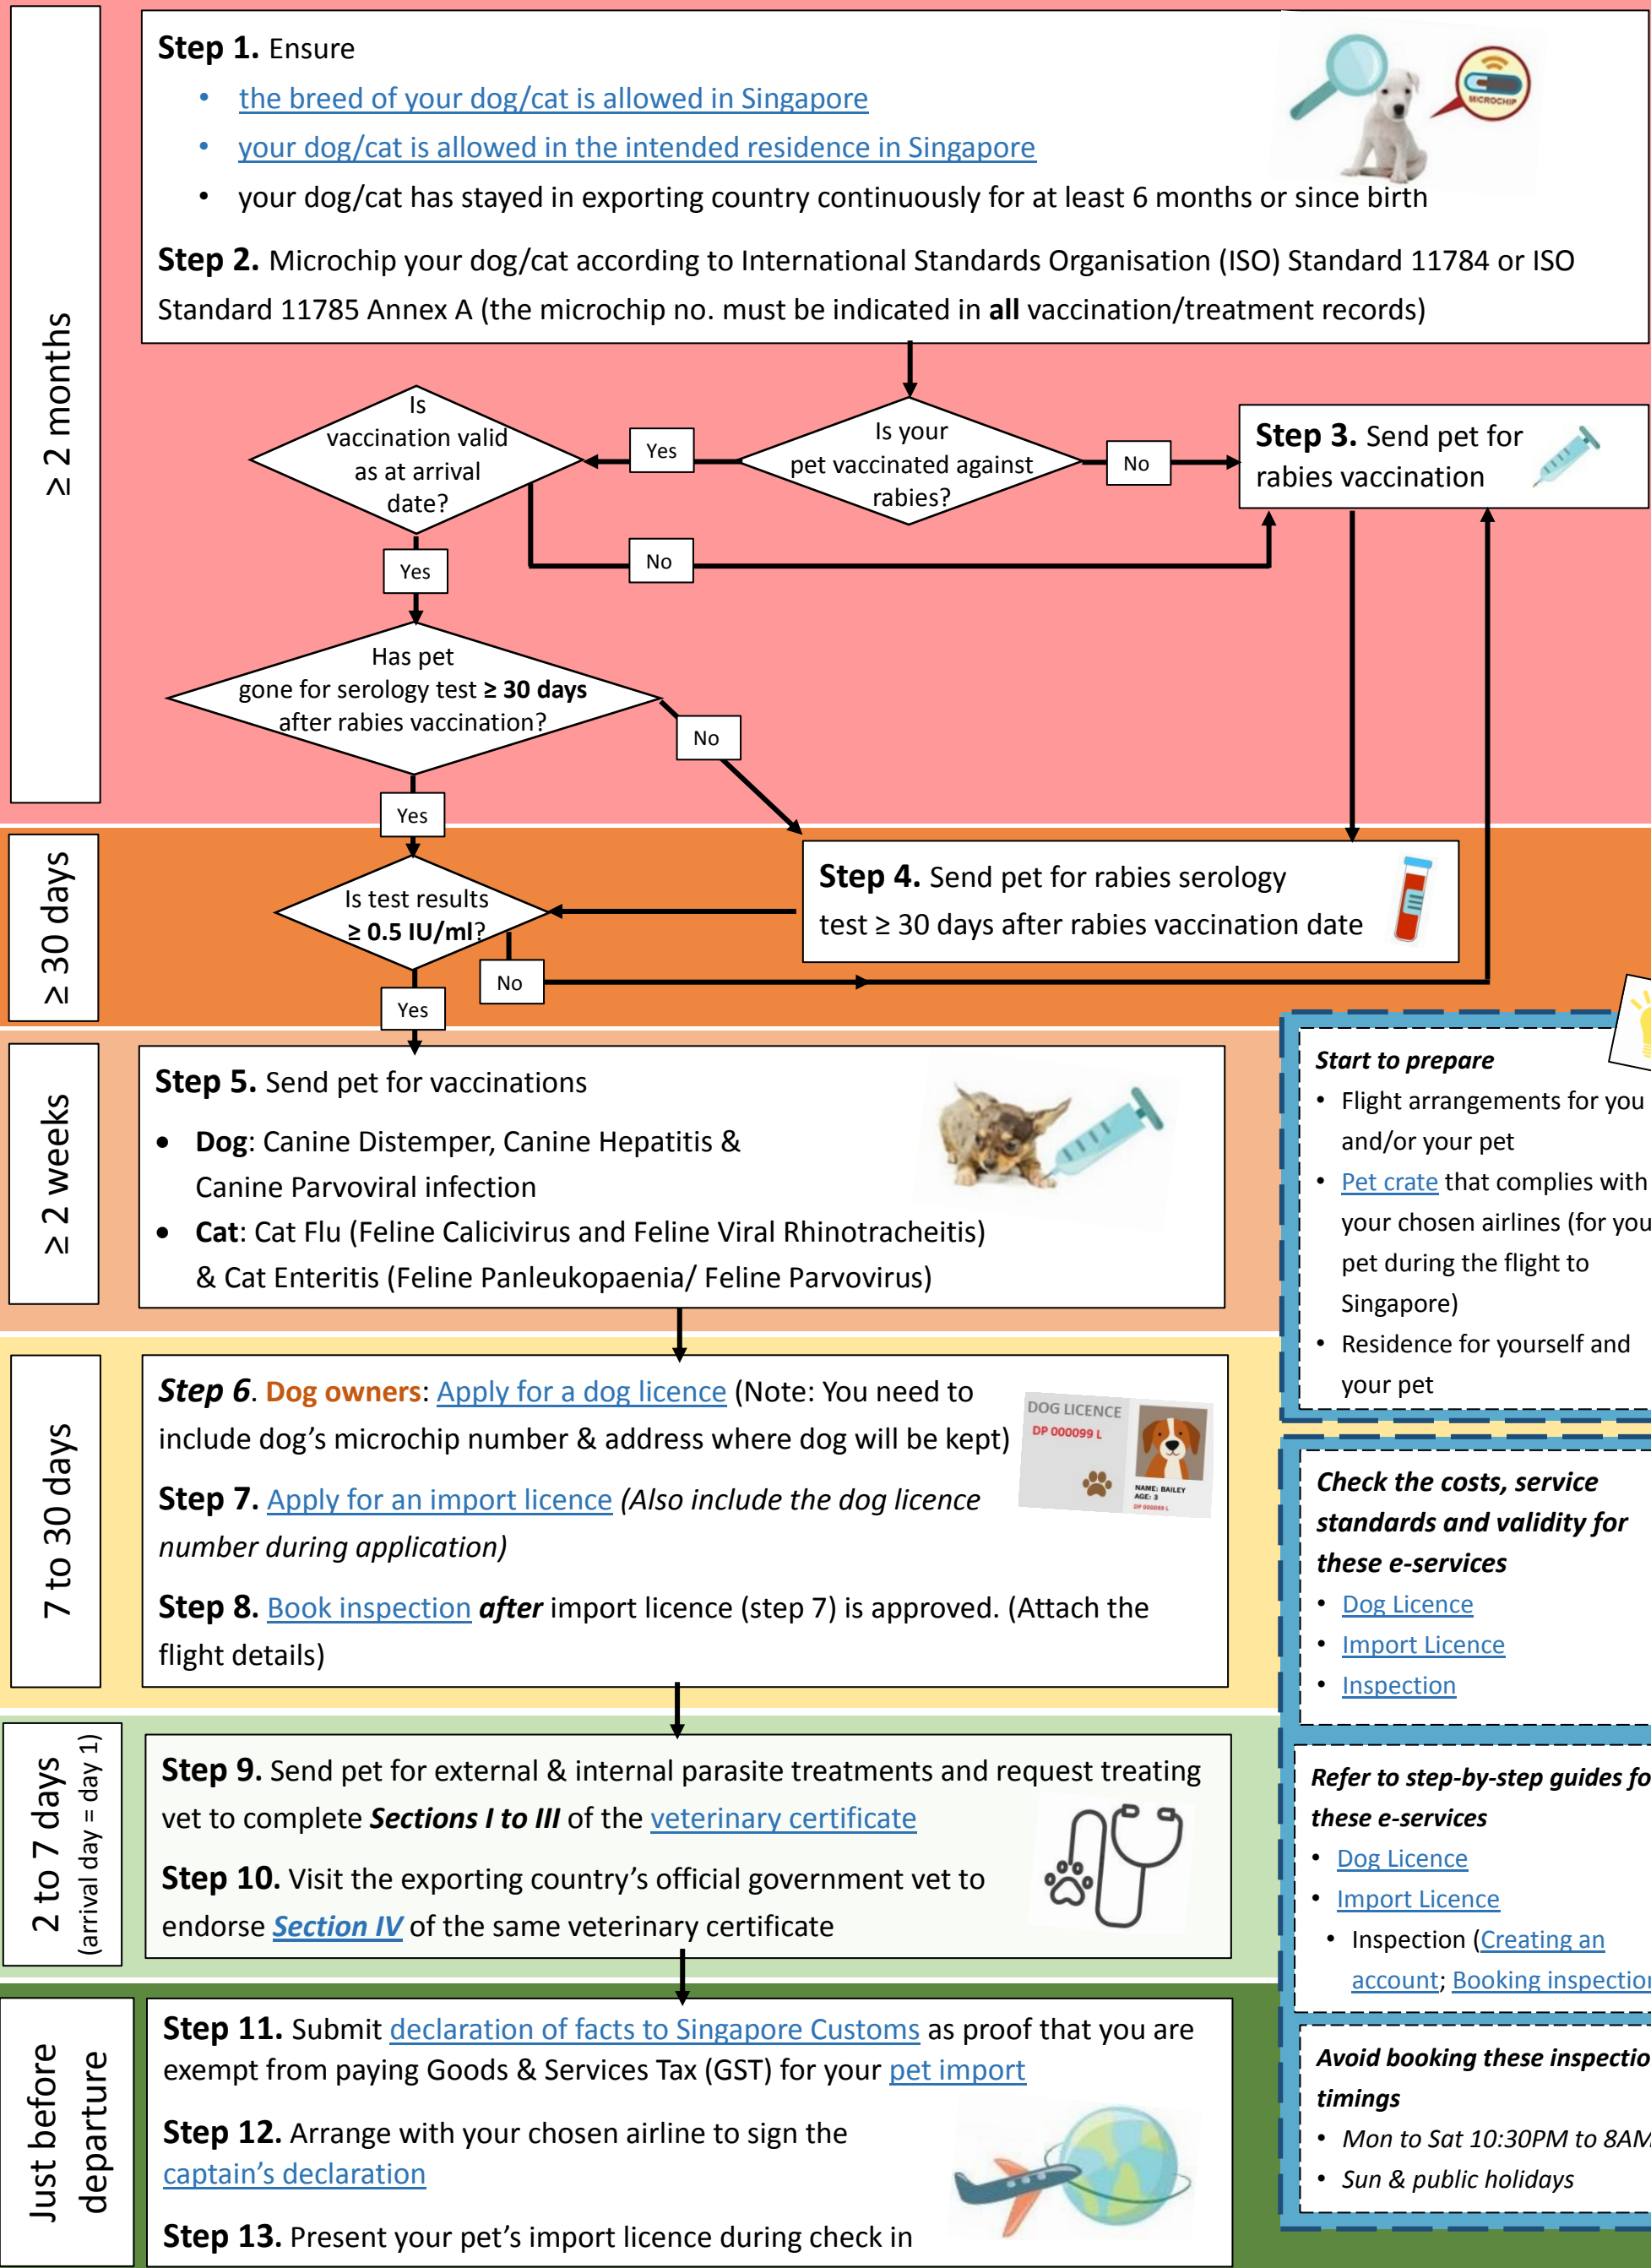 ≥ 2 months
Step 1. Ensure
• the breed of your dog/cat is allowed in Singapore
• your dog/cat is allowed in the intended residence in Singapore
• your dog/cat has stayed in exporting country continuously for at least 6 months or since birth
MICROCHIP
Step 2. Microchip your dog/cat according to International Standards Organisation (ISO) Standard 11784 or ISO
Standard 11785 Annex A (the microchip no. must be indicated in all vaccination/treatment records)
Is your
pet vaccinated against
rabies?
Yes
No
Is
vaccination valid
as at arrival
date?
Yes
No
Step 3. Send pet for
rabies vaccination
Has pet
gone for serology test ≥ 30 days
after rabies vaccination?
No
Yes
≥ 30 days
Is test results
≥ 0.5 IU/ml?
No
Yes
Step 4. Send pet for rabies serology
test ≥ 30 days after rabies vaccination date
≥ 2 weeks
Step 5. Send pet for vaccinations
• Dog: Canine Distemper, Canine Hepatitis &
Canine Parvoviral infection
• Cat: Cat Flu (Feline Calicivirus and Feline Viral Rhinotracheitis)
& Cat Enteritis (Feline Panleukopaenia/ Feline Parvovirus)
Start to prepare
• Flight arrangements for you
and/or your pet
• Pet crate that complies with
your chosen airlines (for you
pet during the flight to
Singapore)
• Residence for yourself and
your pet
7 to 30 days
Step 6. Dog owners: Apply for a dog licence (Note: You need to
include dog's microchip number & address where dog will be kept)
DOG LICENCE
DP 000099 L
NAME: BAILEY
AGE: 3
DP 000099 L
Step 7. Apply for an import licence (Also include the dog licence
number during application)
Step 8. Book inspection after import licence (step 7) is approved. (Attach the
flight details)
Check the costs, service
standards and validity for
these e-services
• Dog Licence
• Import Licence
• Inspection
2 to 7 days
(arrival day = day 1)
Step 9. Send pet for external & internal parasite treatments and request treating
vet to complete Sections I to III of the veterinary certificate
Step 10. Visit the exporting country's official government vet to
endorse Section IV of the same veterinary certificate
Refer to step-by-step guides fo
these e-services
• Dog Licence
• Import Licence
• Inspection (Creating an
account; Booking inspection
Just before
departure
Step 11. Submit declaration of facts to Singapore Customs as proof that you are
exempt from paying Goods & Services Tax (GST) for your pet import
Step 12. Arrange with your chosen airline to sign the
captain's declaration
Step 13. Present your pet's import licence during check in
Avoid booking these inspectio
timings
• Mon to Sat 10:30PM to 8AM
• Sun & public holidays